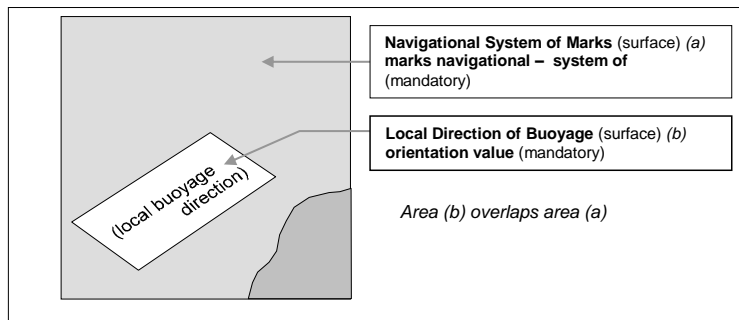 Navigational System of Marks (surface) (a)
marks navigational – system of
(mandatory)
Local Direction of Buoyage (surface) (b)
orientation value (mandatory)
(local buoyage
direction)
Area (b) overlaps area (a)